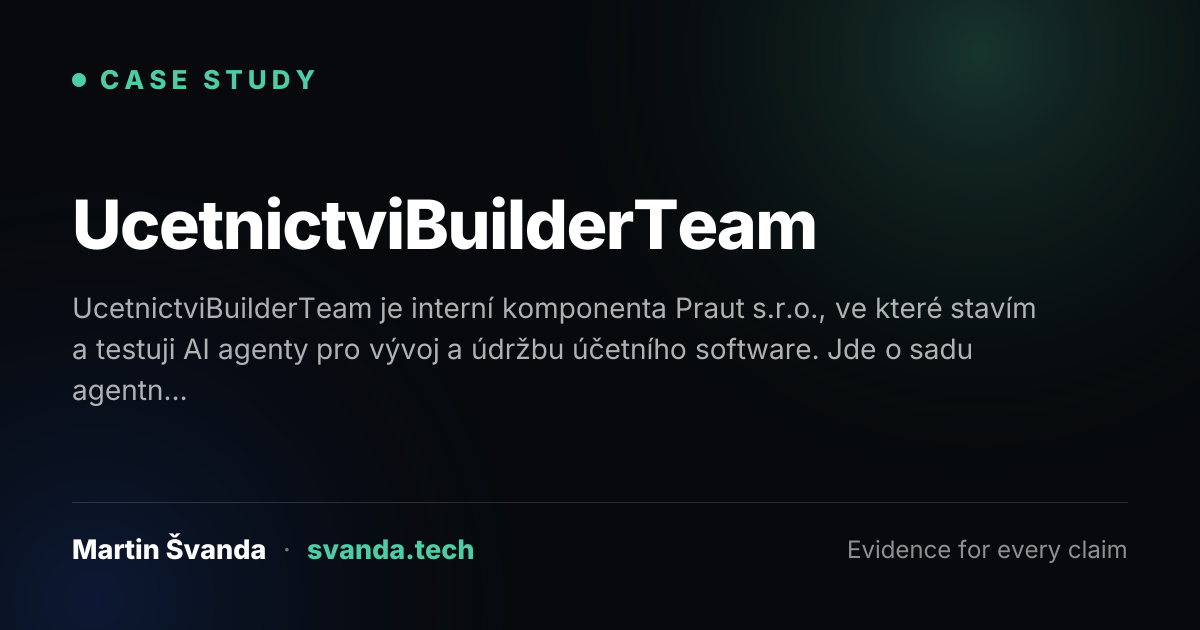 CASE STUDY
UcetnictviBuilderTeam
UcetnictviBuilderTeam je interní komponenta Praut s.r.o., ve které stavím
a testuji AI agenty pro vývoj a údržbu účetního software. Jde o sadu
agentn...
Martin Švanda · svanda.tech
Evidence for every claim